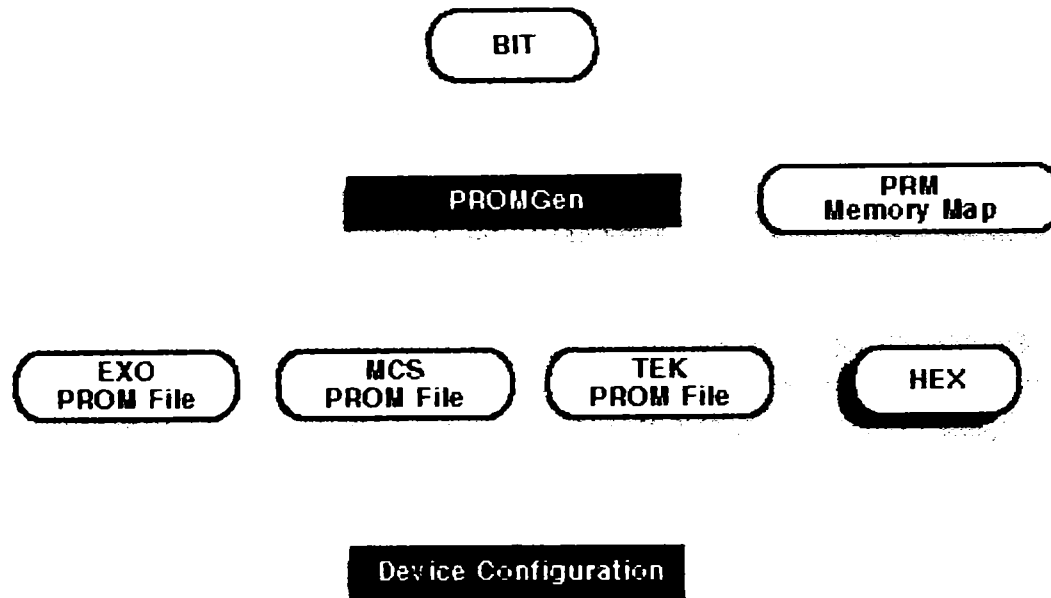 BIT
PROMGen
PRM
Memory Map
EXO
PROM File
MCS
PROM File
TEK
PROM File
HEX
Device Configuration